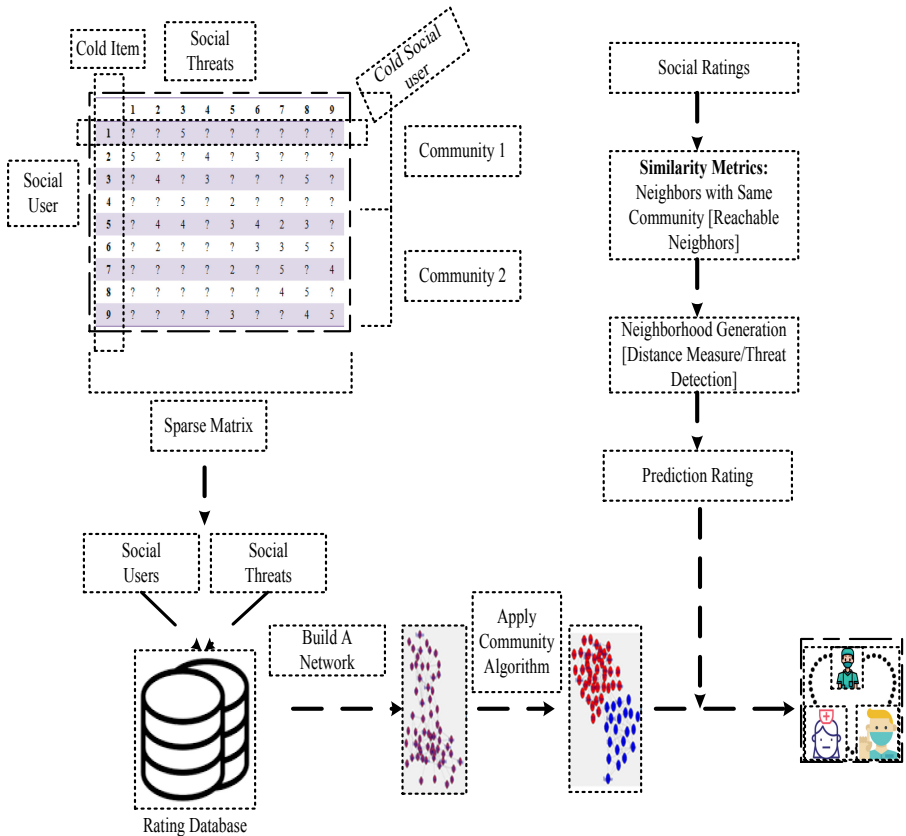 Cold Item
Social
Threats
Cold Social
user
1 2 3 4 5 6 7 8 9
1 ? ? 5 ? ? ? ? ? ?
2 5 2 ? 4 ? 3 ? ? ?
3 ? 4 ? 3 ? ? ? 5 ?
4 ? ? 5 ? 2 ? ? ? ?
5 ? 4 4 ? 3 4 2 3 ?
6 ? 2 ? ? ? 3 3 5 5
7 ? ? ? ? 2 ? 5 ? 4
8 ? ? ? ? ? ? 4 5 ?
9 ? ? ? ? 3 ? ? 4 5
Social
User
Community 1
Community 2
Sparse Matrix
Social
Users
Social
Threats
Rating Database
Build A
Network
Apply
Community
Algorithm
Social Ratings
Similarity Metrics:
Neighbors with Same
Community [Reachable
Neigbhors]
Neighborhood Generation
[Distance Measure/Threat
Detection]
Prediction Rating